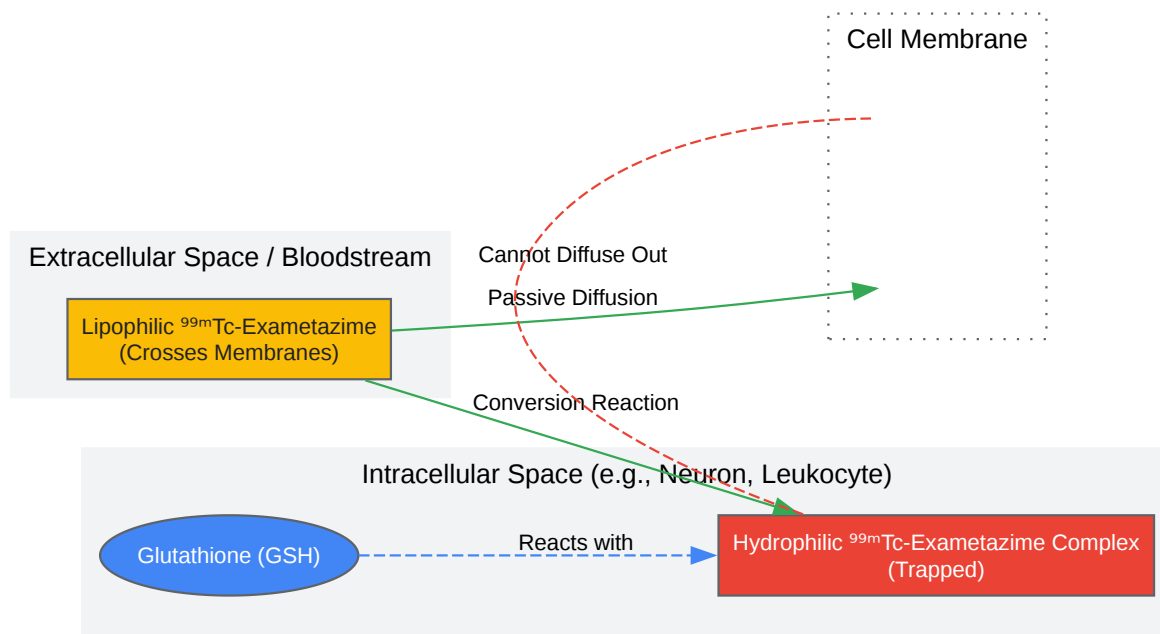 Cell Membrane
Cannot Diffuse Out
Extracellular Space / Bloodstream
Passive Diffusion
Lipophilic ⁹⁹ᵐTc-Exametazime
(Crosses Membranes)
Conversion Reaction
Intracellular Space (e.g., Neuron, Leukocyte)
Glutathione (GSH)
Reacts with
Hydrophilic ⁹⁹ᵐTc-Exametazime Complex
(Trapped)